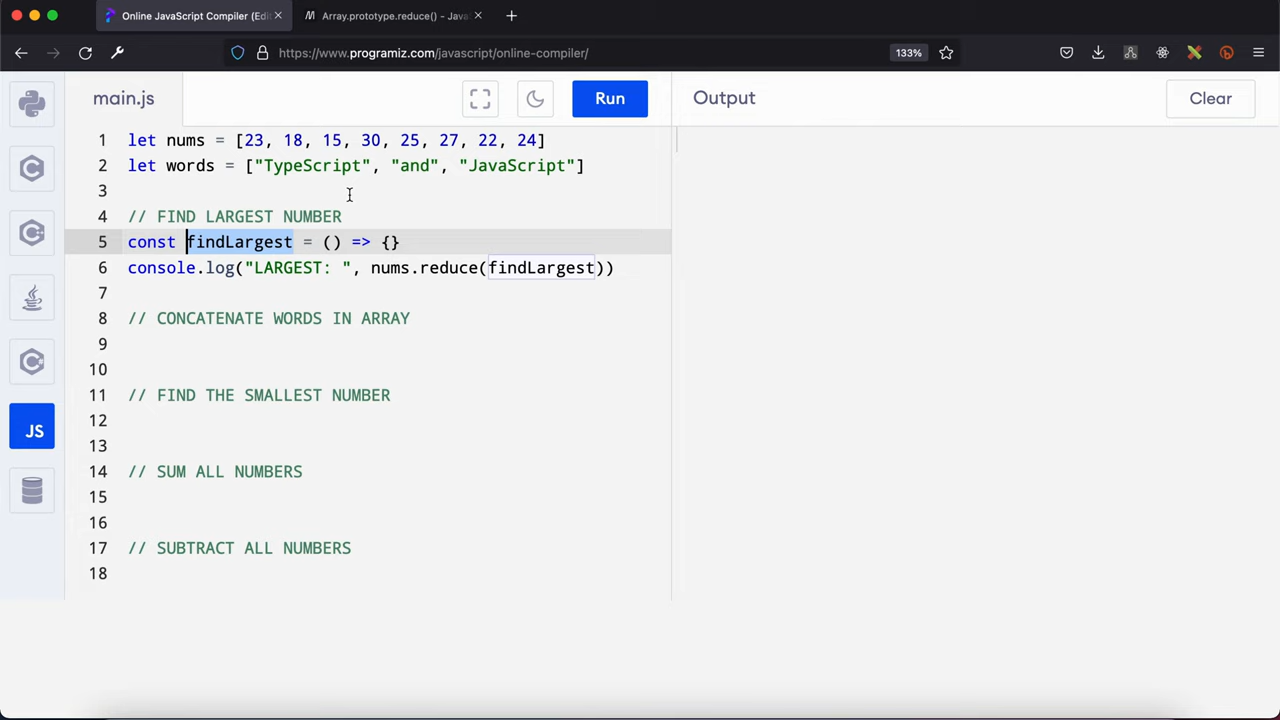 Online JavaScript Compiler (Edi
Array.prototype.reduce() - Java
https://www.programiz.com/javascript/online-compiler/
133%
main.js
Run
Output
Clear
1 let nums = [23, 18, 15, 30, 25, 27, 22, 24]
2 let words = ["TypeScript", "and", "JavaScript"]
3
4 // FIND LARGEST NUMBER
5 const findLargest = () => {}
6 console.log("LARGEST: ", nums.reduce(findLargest))
7
8 // CONCATENATE WORDS IN ARRAY
9
10
11 // FIND THE SMALLEST NUMBER
12
13
14 // SUM ALL NUMBERS
15
16
17 // SUBTRACT ALL NUMBERS
18
JS